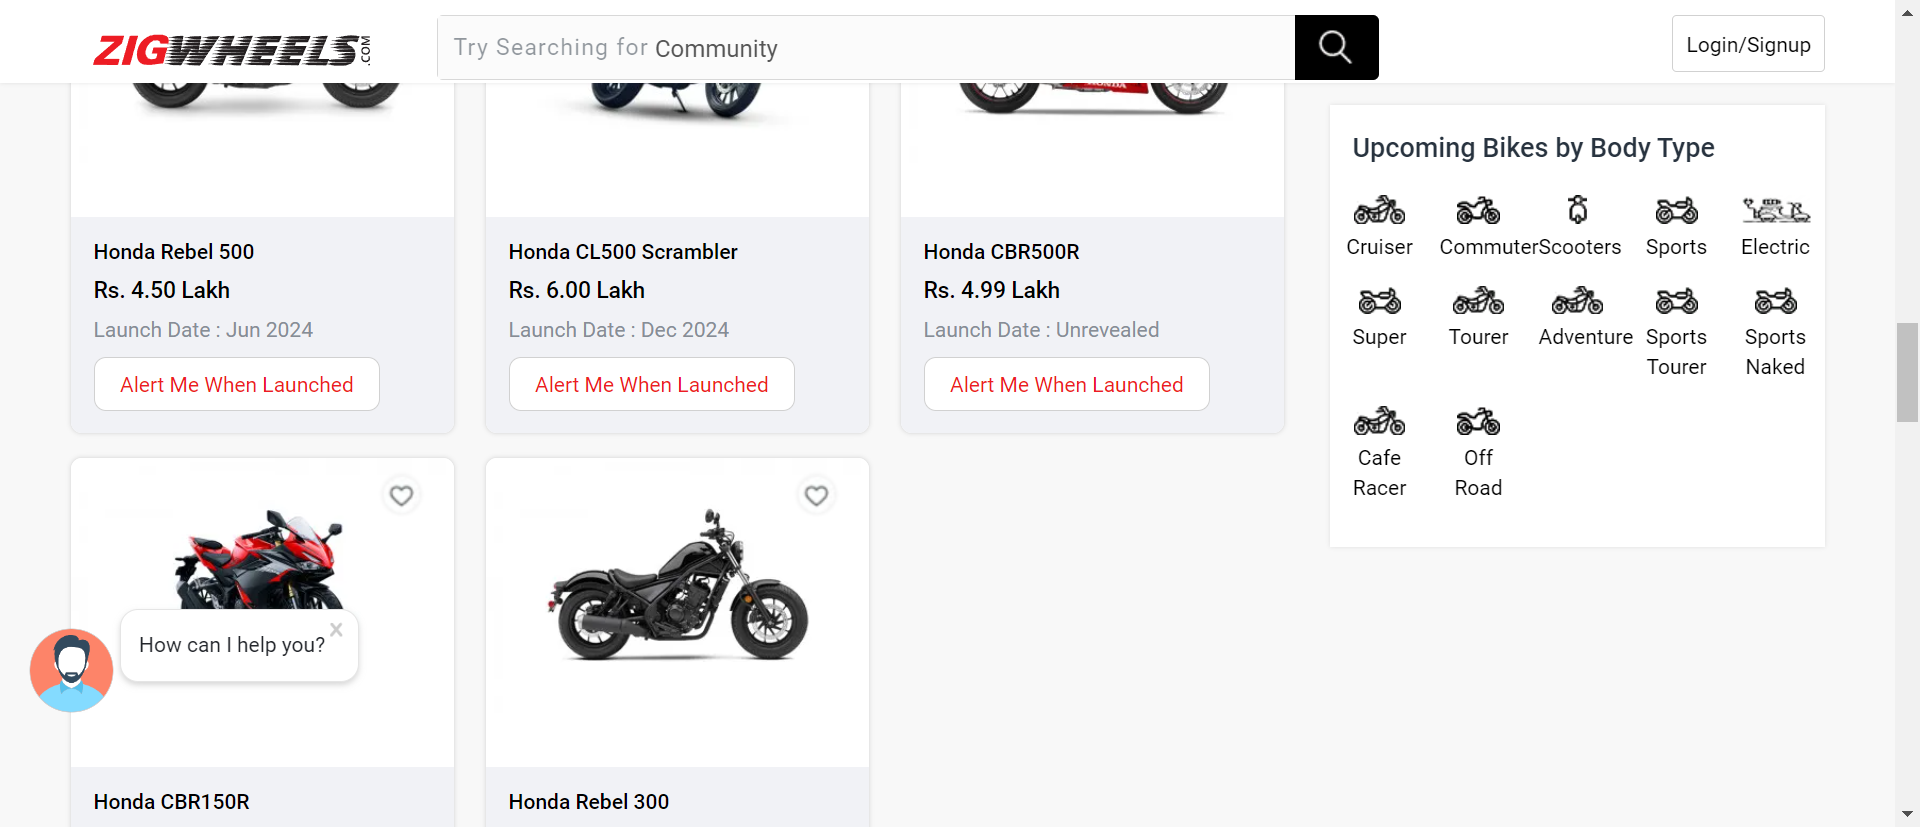 ZIGWHEELS.COM
Try Searching for Community
Login/Signup
Honda Rebel 500
Rs. 4.50 Lakh
Launch Date : Jun 2024
Alert Me When Launched
Honda CL500 Scrambler
Rs. 6.00 Lakh
Launch Date : Dec 2024
Alert Me When Launched
HONDA
Honda CBR500R
Rs. 4.99 Lakh
Launch Date : Unrevealed
Alert Me When Launched
Upcoming Bikes by Body Type
Cruiser
Commuter
Scooters
Sports
Electric
Super
Tourer
Adventure
Sports
Tourer
Sports
Naked
Cafe
Racer
Off
Road
How can I help you?
Honda CBR150R
Honda Rebel 300